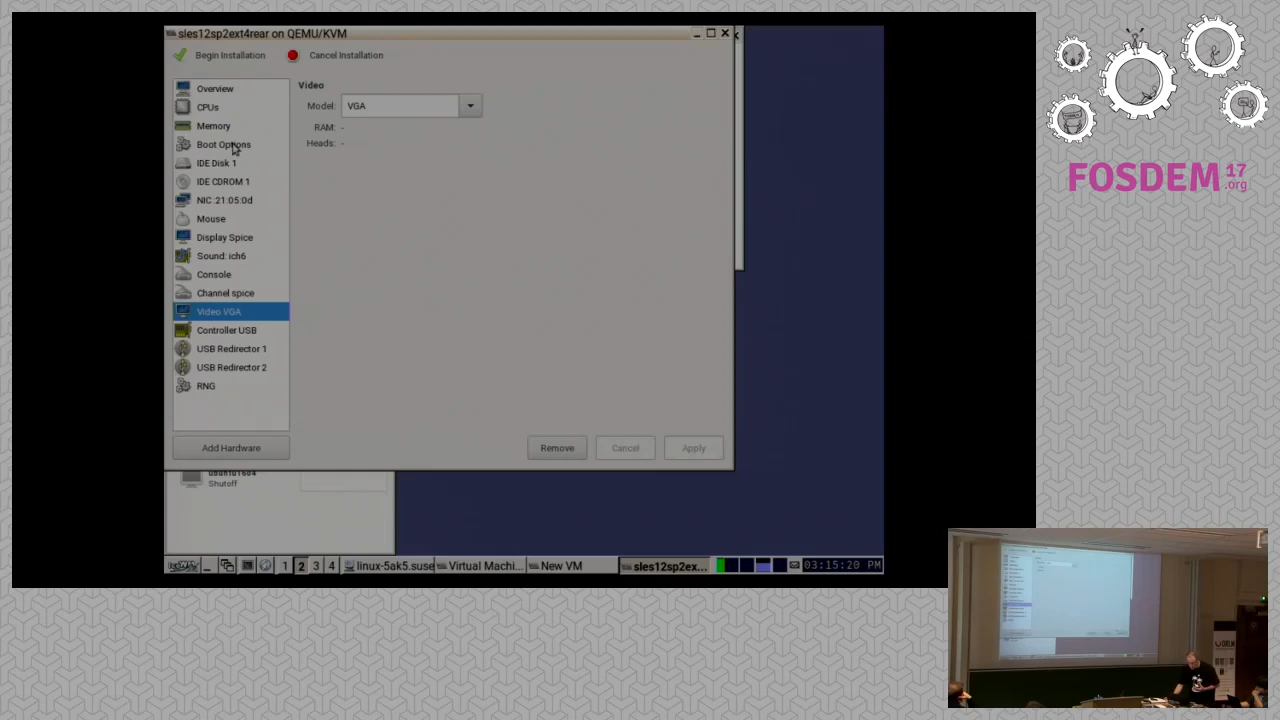 sles12sp2ext4rear on QEMU/KVM
Begin Installation
Cancel Installation
Overview
CPUs
Memory
Boot Options
IDE Disk 1
IDE CDROM 1
NIC :21:05:0d
Mouse
Display Spice
Sound: ich6
Console
Channel spice
Video VGA
Controller USB
USB Redirector 1
USB Redirector 2
RNG
Add Hardware
Video
Model: VGA
RAM: -
Heads: -
Remove
Cancel
Apply
ubuntu1604
Shutoff
1 2 3 4
linux-5ak5.suse
Virtual Machi...
New VM
sles12sp2ex...
03:15:20 PM
FOSDEM 17
.org